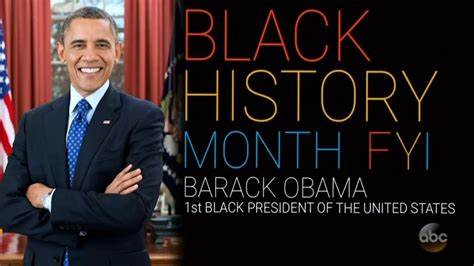 BLACK
HISTORY
MONTH FYI
BARACK OBAMA
1st BLACK PRESIDENT OF THE UNITED STATES
abc